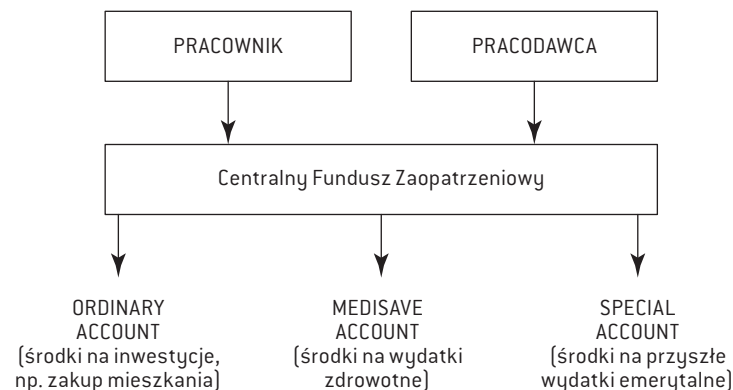 PRACOWNIK
PRACODAWCA
Centralny Fundusz Zaopatrzeniowy
ORDINARY
ACCOUNT
(środki na inwestycje,
np. zakup mieszkania)
MEDISAVE
ACCOUNT
(środki na wydatki
zdrowotne)
SPECIAL
ACCOUNT
(środki na przyszłe
wydatki emerytalne)